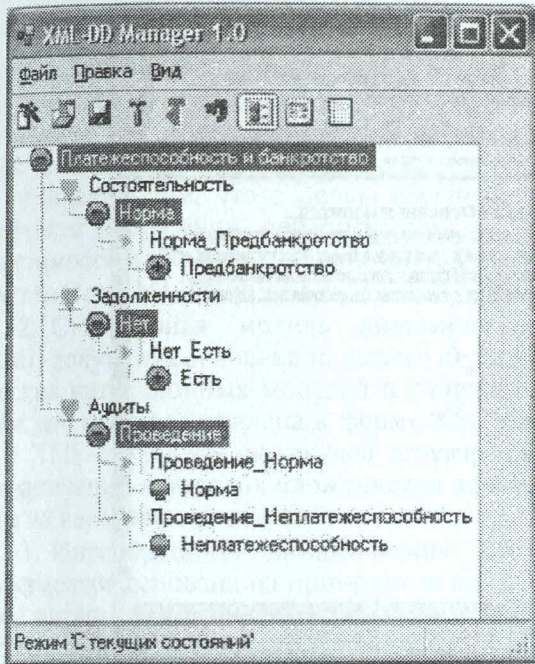 XML-DD Manager 1.0
Файл Правка Вид
Платежеспособность и банкротство
Состоятельность
Норма
Норма_Предбанкротство
Предбанкротство
Задолженности
Нет
Нет_Есть
Есть
Аудиты
Проведение
Проведение_Норма
Норма
Проведение_Неплатежеспособность
Неплатежеспособность
Режим 'С текущих состояний'